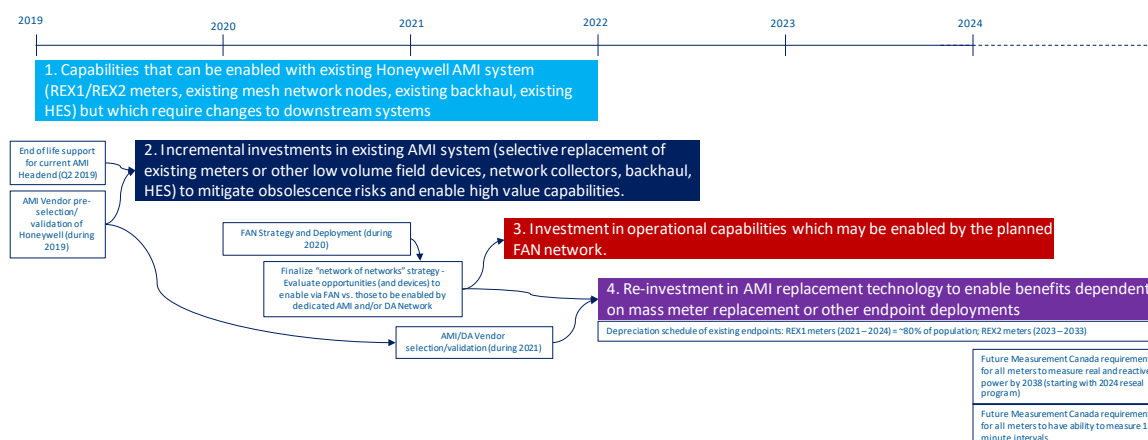 2019
2020
2021
2022
2023
2024
1. Capabilities that can be enabled with existing Honeywell AMI system
(REX1/REX2 meters, existing mesh network nodes, existing backhaul, existing
HES) but which require changes to downstream systems
End of life support
for current AMI
Headend (Q2 2019)
2. Incremental investments in existing AMI system (selective replacement of
existing meters or other low volume field devices, network collectors, backhaul,
HES) to mitigate obsolescence risks and enable high value capabilities.
AMI Vendor pre-
selection/
validation of
Honeywell (during
2019)
FAN Strategy and Deployment (during
2020)
3. Investment in operational capabilities which may be enabled by the planned
FAN network.
Finalize “network of networks” strategy -
Evaluate opportunities (and devices) to
enable via FAN vs. those to be enabled by
dedicated AMI and/or DA Network
4. Re-investment in AMI replacement technology to enable benefits dependent
on mass meter replacement or other endpoint deployments
Depreciation schedule of existing endpoints: REX1 meters (2021 – 2024) = ~80% of population; REX2 meters (2023 – 2033)
AMI/DA Vendor
selection/validation (during 2021)
Future Measurement Canada requirement
for all meters to measure real and reactive
power by 2038 (starting with 2024 reseal
program)
Future Measurement Canada requirement
for all meters to have ability to measure
minute intervals